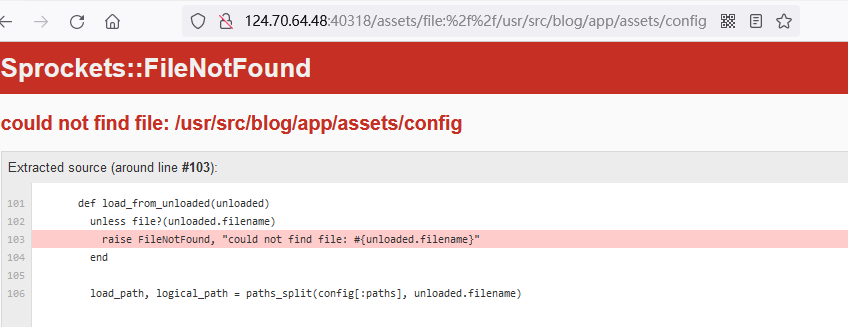 124.70.64.48:40318/assets/file:%2f%2f/usr/src/blog/app/assets/config
Sprockets::FileNotFound
could not find file: /usr/src/blog/app/assets/config
Extracted source (around line #103):
101 def load_from_unloaded(unloaded)
102 unless file?(unloaded.filename)
103 raise FileNotFound, "could not find file: #{unloaded.filename}"
104 end
105
106 load_path, logical_path = paths_split(config[:paths], unloaded.filename)